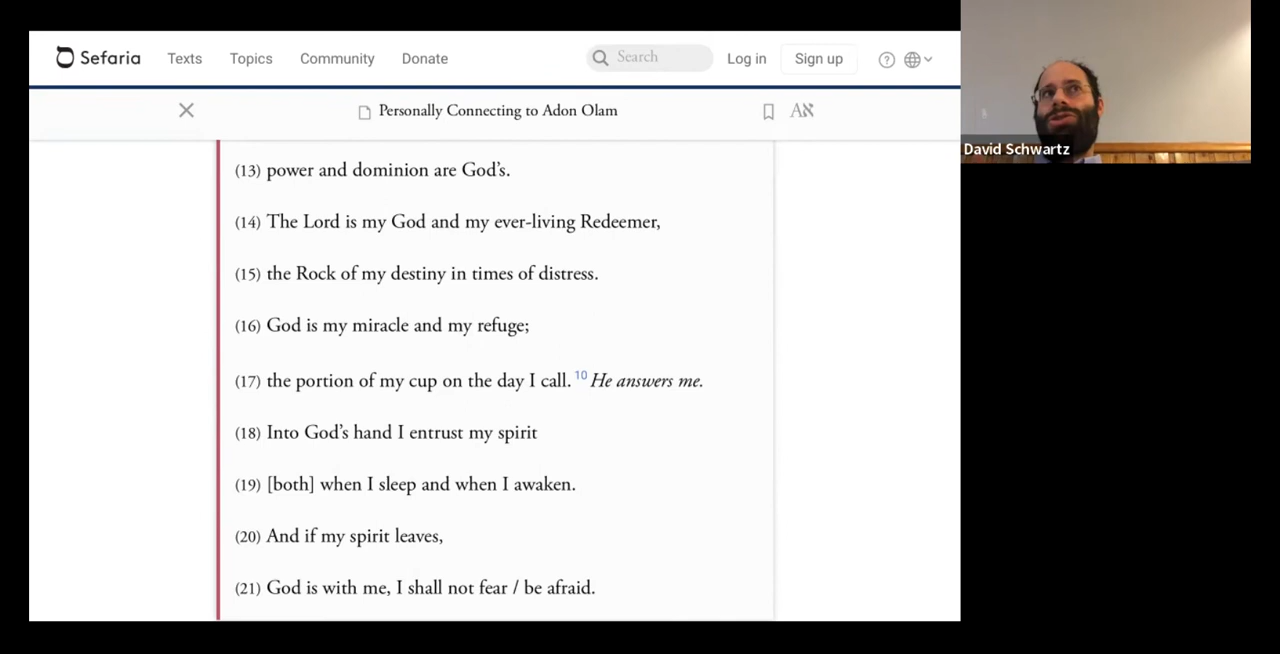 Sefaria Texts Topics Community Donate Search Log in Sign up
Personally Connecting to Adon Olam Aא
David Schwartz
(13) power and dominion are God’s.
(14) The Lord is my God and my ever-living Redeemer,
(15) the Rock of my destiny in times of distress.
(16) God is my miracle and my refuge;
(17) the portion of my cup on the day I call. 10 He answers me.
(18) Into God’s hand I entrust my spirit
(19) [both] when I sleep and when I awaken.
(20) And if my spirit leaves,
(21) God is with me, I shall not fear / be afraid.